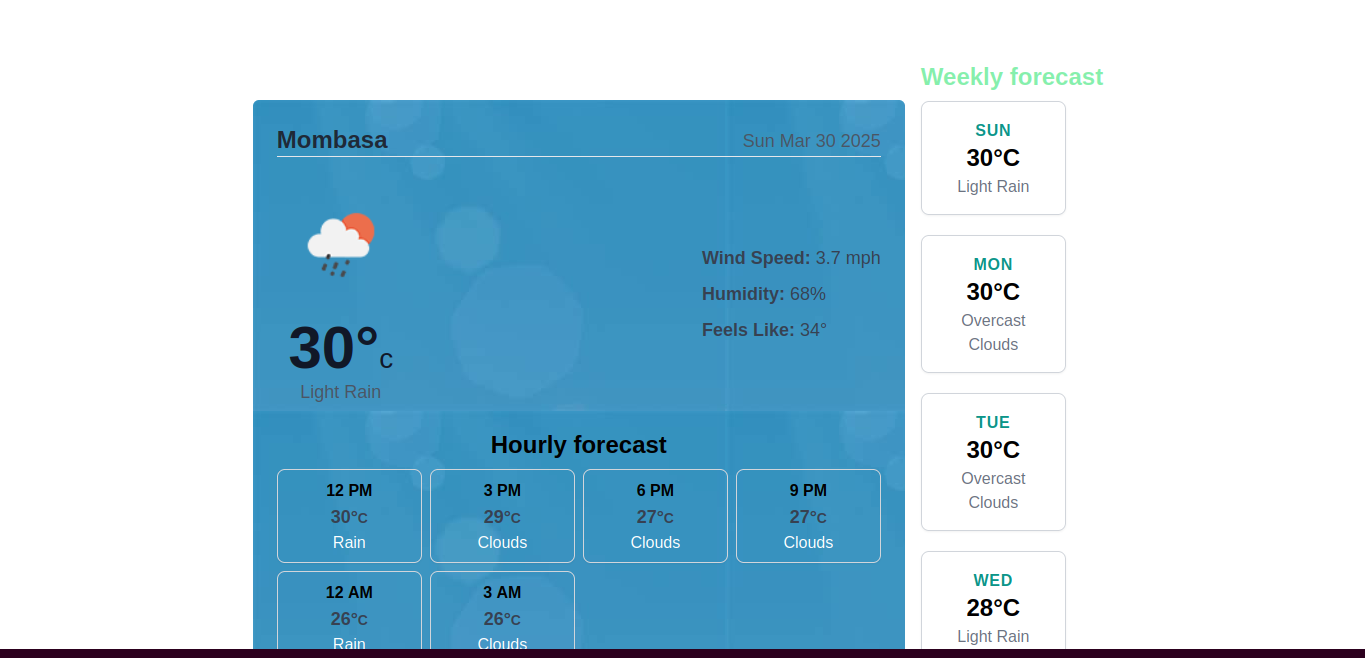 Weekly forecast
Mombasa
Sun Mar 30 2025
30°c
Light Rain
Wind Speed: 3.7 mph
Humidity: 68%
Feels Like: 34°
Hourly forecast
12 PM
30°C
Rain
3 PM
29°C
Clouds
6 PM
27°C
Clouds
9 PM
27°C
Clouds
12 AM
26°C
Rain
3 AM
26°C
Clouds
SUN
30°C
Light Rain
MON
30°C
Overcast
Clouds
TUE
30°C
Overcast
Clouds
WED
28°C
Light Rain